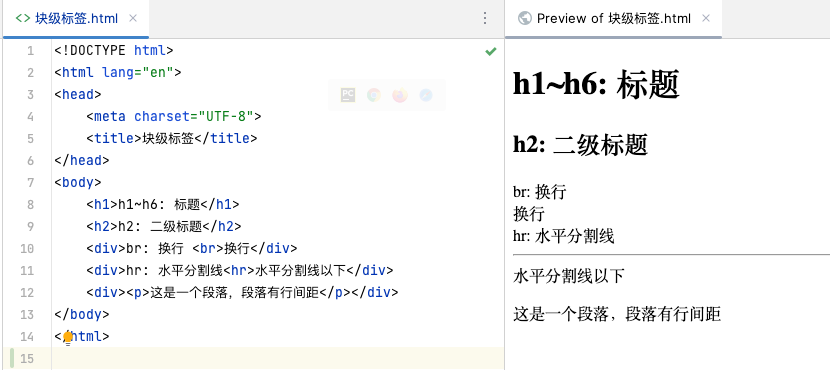 块级标签.html
Preview of 块级标签.html
1 <!DOCTYPE html>
2 <html lang="en">
3 <head>
4 <meta charset="UTF-8">
5 <title>块级标签</title>
6 </head>
7 <body>
8 <h1>h1~h6: 标题</h1>
9 <h2>h2: 二级标题</h2>
10 <div>br: 换行 <br>换行</div>
11 <div>hr: 水平分割线<hr>水平分割线以下</div>
12 <div><p>这是一个段落，段落有行间距</p></div>
13 </body>
14 </html>
15
PC
h1~h6: 标题
h2: 二级标题
br: 换行
换行
hr: 水平分割线
水平分割线以下
这是一个段落，段落有行间距